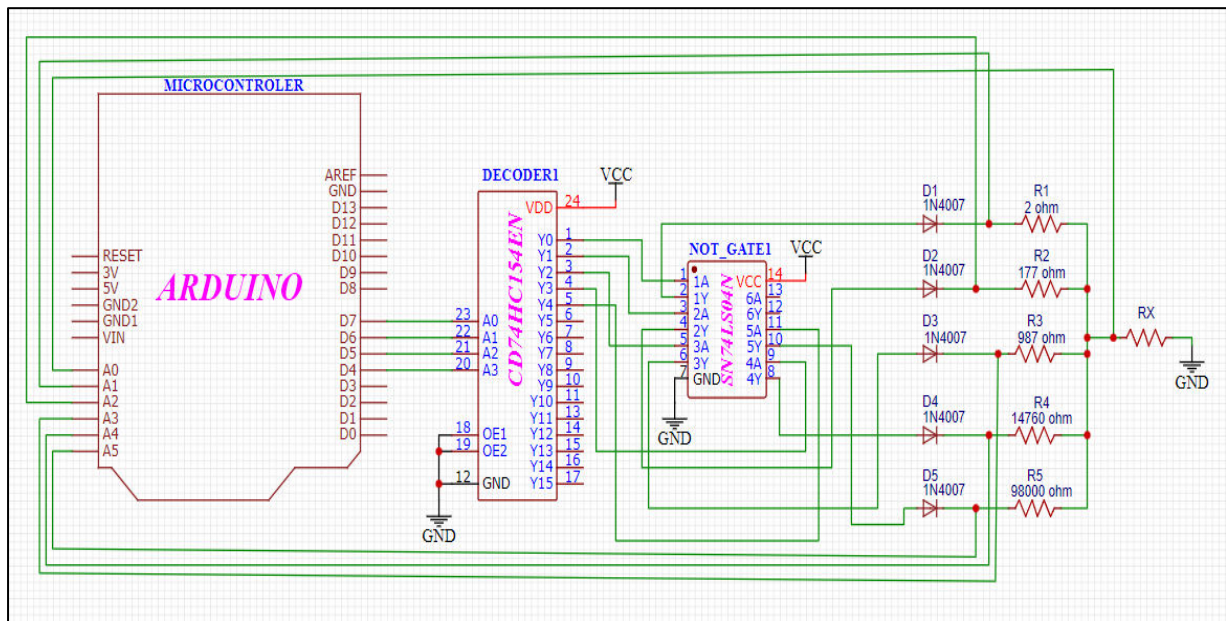 MICROCONTROLER
ARDUINO
RESET
3V
5V
GND2
GND1
VIN
A0
A1
A2
A3
A4
A5
AREF
GND
D13
D12
D11
D10
D9
D8
D7
D6
D5
D4
D3
D2
D1
D0
DECODER1
CD74HC154EN
VCC
VDD 24
23 A0
22 A1
21 A2
20 A3
18 OE1
19 OE2
12 GND
GND
Y0 1
Y1 2
Y2 3
Y3 4
Y4 5
Y5 6
Y6 7
Y7 8
Y8 9
Y9 10
Y10 11
Y11 13
Y12 14
Y13 15
Y14 16
Y15 17
NOT_GATE1
SN74LS04N
VCC
1 1A
2 1Y
3 2A
4 2Y
5 3A
6 3Y
7 GND
GND
VCC 14
6A 13
6Y 12
5A 11
5Y 10
4A 9
4Y 8
D1
1N4007
R1
2 ohm
D2
1N4007
R2
177 ohm
D3
1N4007
R3
987 ohm
D4
1N4007
R4
14760 ohm
D5
1N4007
R5
98000 ohm
RX
GND